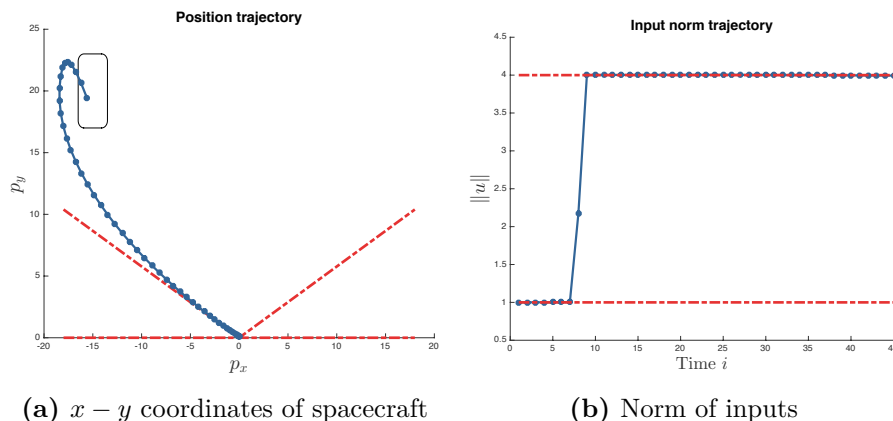 Position trajectory
25
20
15
10
5
0
p_y
-20 -15 -10 -5 0 5 10 15 20
p_x
(a) x − y coordinates of spacecraft
Input norm trajectory
4.5
4
3.5
3
2.5
2
1.5
1
0.5
||u||
0 5 10 15 20 25 30 35 40 45
Time i
(b) Norm of inputs